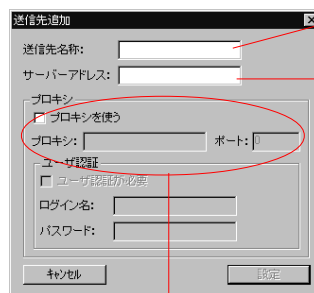 送信先追加
送信先名称:
サーバーアドレス:
プロキシ
プロキシを使う
プロキシ: ポート: 0
ユーザ認証
ユーザ認証が必要
ログイン名:
パスワード:
キャンセル 設定